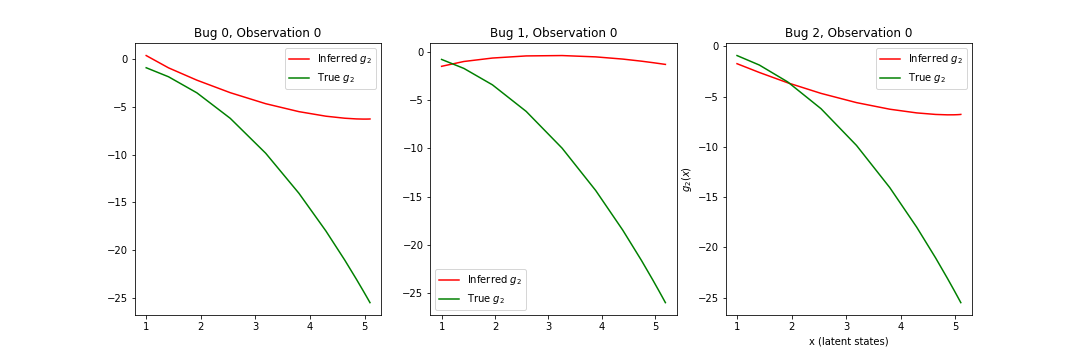 Bug 0, Observation 0
0
−5
−10
−15
−20
−25
1 2 3 4 5
Inferred g₂
True g₂
Bug 1, Observation 0
0
−5
−10
−15
−20
−25
1 2 3 4 5
Inferred g₂
True g₂
Bug 2, Observation 0
g₂(x)
0
−5
−10
−15
−20
−25
1 2 3 4 5
x (latent states)
Inferred g₂
True g₂